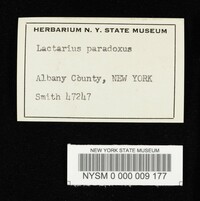 HERBARIUM N. Y. STATE MUSEUM
Lactarius paradoxus
Albany County, NEW YORK
Smith 47247
NEW YORK STATE MUSEUM
NYSM 0 000 009 177